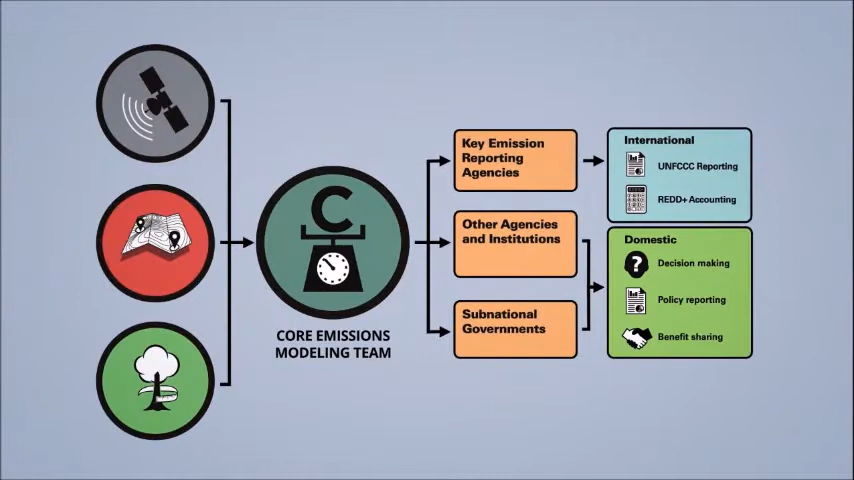 C
CORE EMISSIONS
MODELING TEAM
Key Emission
Reporting
Agencies
Other Agencies
and Institutions
Subnational
Governments
International
UNFCCC Reporting
REDD+ Accounting
Domestic
?
Decision making
Policy reporting
Benefit sharing